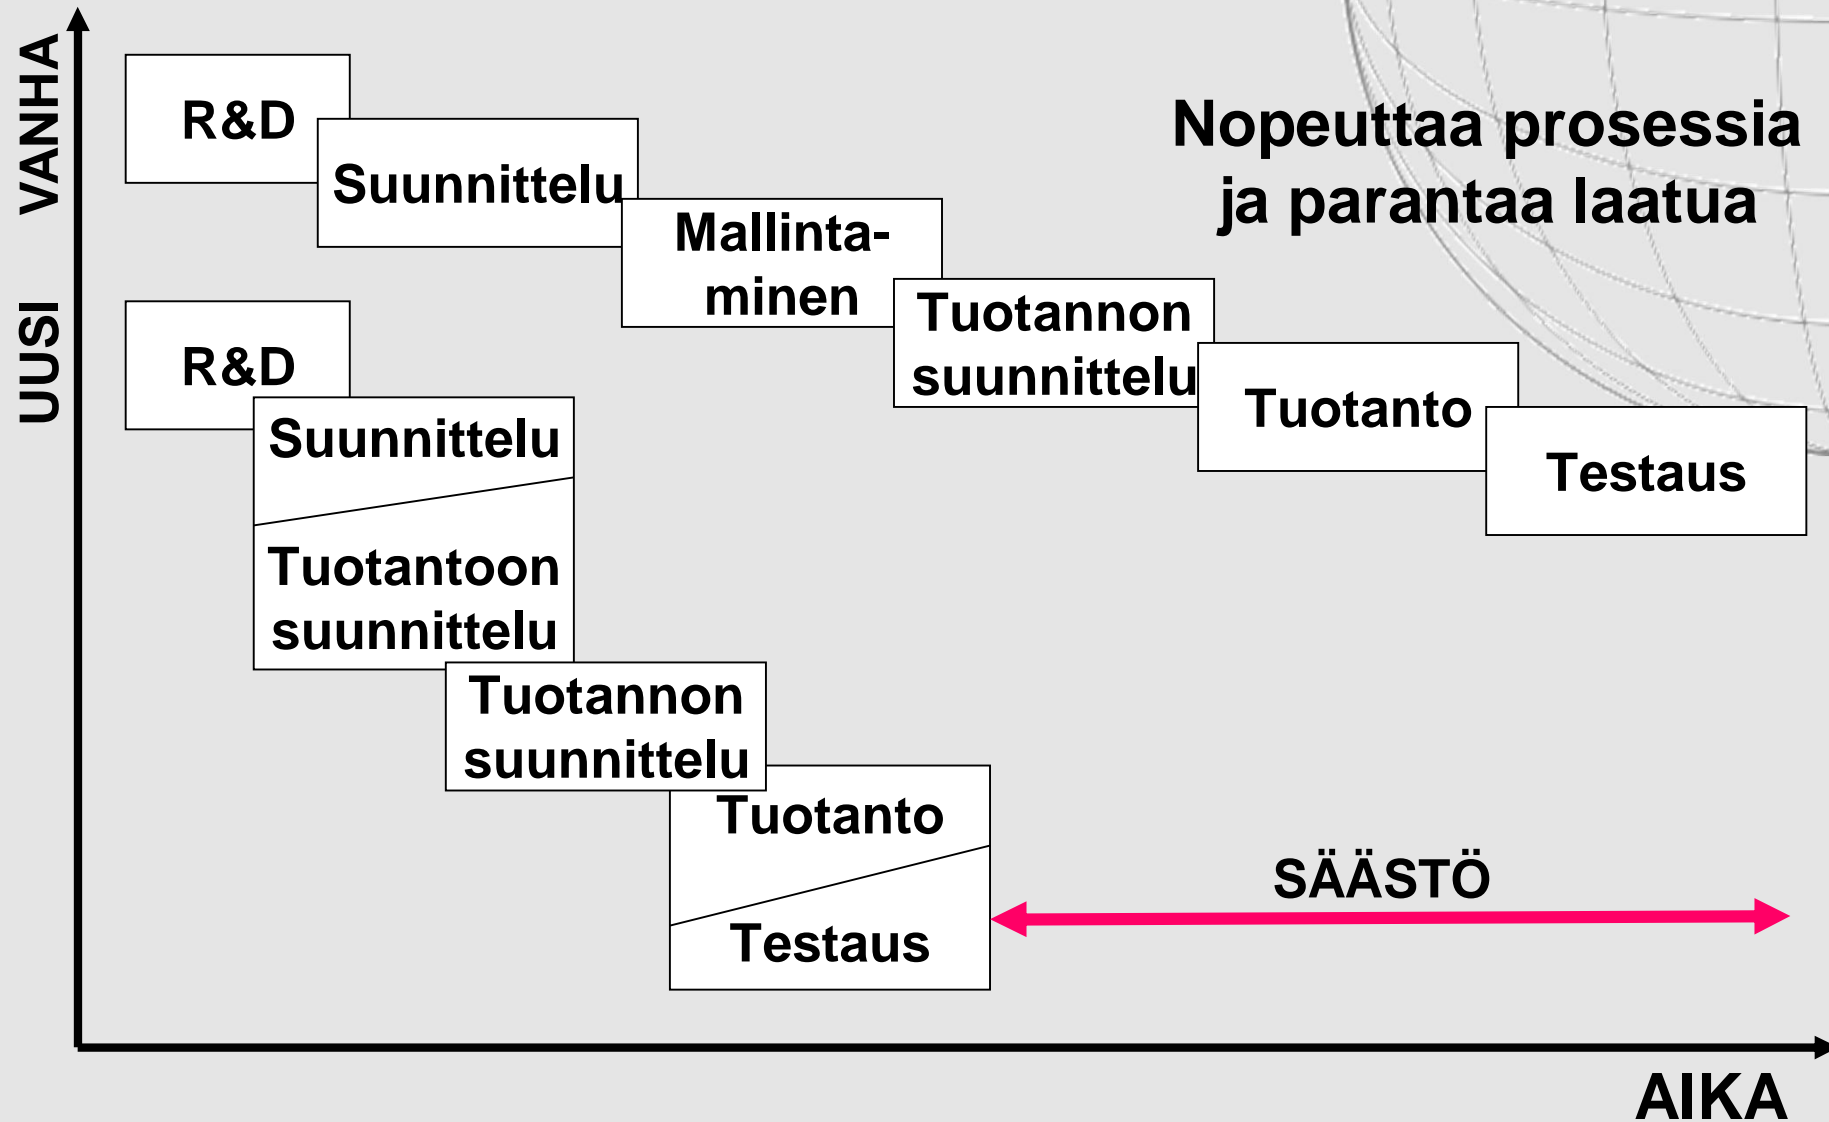 VANHA
R&D
Suunnittelu
Mallinta-
minen
Tuotannon
suunnittelu
Tuotanto
Testaus
Nopeuttaa prosessia
ja parantaa laatua
UUSI
R&D
Suunnittelu
Tuotantoon
suunnittelu
Tuotannon
suunnittelu
Tuotanto
Testaus
SÄÄSTÖ
AIKA